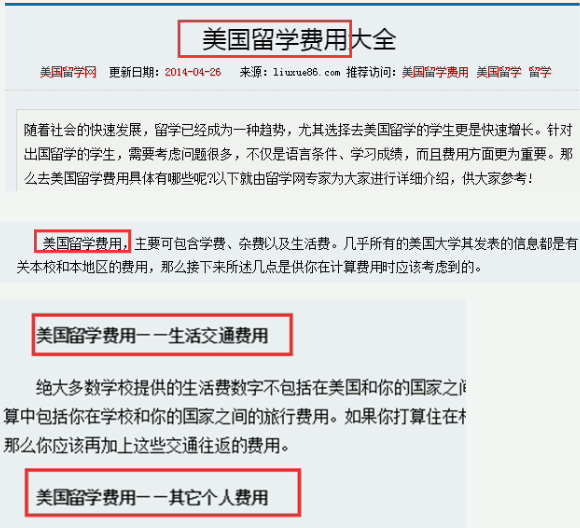 美国留学费用大全
美国留学网 更新日期：2014-04-26 来源：liuxue86.com 推荐访问：美国留学费用 美国留学 留学
随着社会的快速发展，留学已经成为一种趋势，尤其选择去美国留学的学生更是快速增长。针对
出国留学的学生，需要考虑问题很多，不仅是语言条件、学习成绩，而且费用方面更为重要。那
么去美国留学费用具体有哪些呢?以下就由留学网专家为大家进行详细介绍，供大家参考!
美国留学费用，主要可包含学费、杂费以及生活费。几乎所有的美国大学其发表的信息都是有
关本校和本地区的费用，那么接下来所述几点是供你在计算费用时应该考虑到的。
美国留学费用——生活交通费用
绝大多数学校提供的生活费数字不包括在美国和你的国家之间
算中包括你在学校和你的国家之间的旅行费用。如果你打算住在
那么你应该再加上这些交通往返的费用。
美国留学费用——其它个人费用